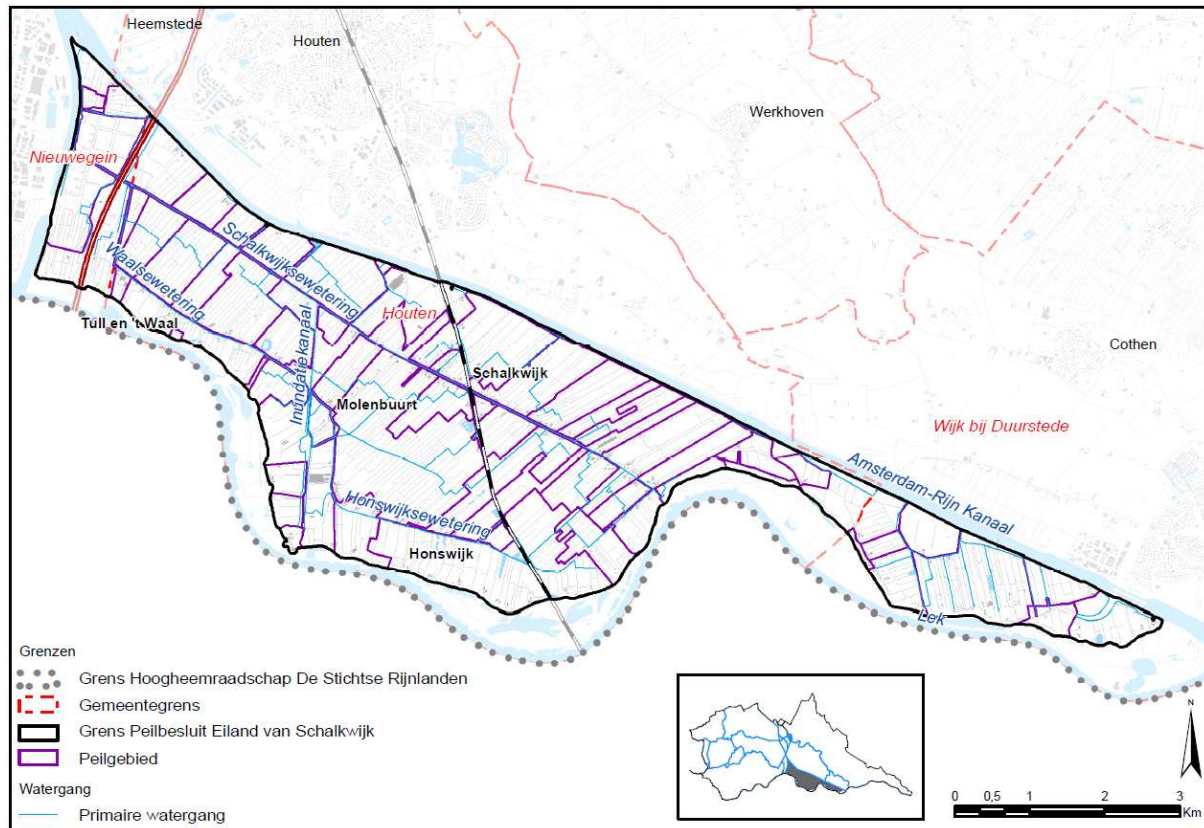 Heemstede
Houten
Werkhoven
Nieuwegein
Schalkwijksewetering
Waalsewetering
Houten
Tull en 't Waal
Inundatiekanaal
Schalkwijk
Cothen
Molenbuurt
Wijk bij Duurstede
Amsterdam-Rijn Kanaal
Honswijksewetering
Honswijk
Lek
Grenzen
Grens Hoogheemraadschap De Stichtse Rijnlanden
Gemeentegrens
Grens Peilbesluit Eiland van Schalkwijk
Peilgebied
Watergang
Primaire watergang
N
0 0,5 1 2 3
Km